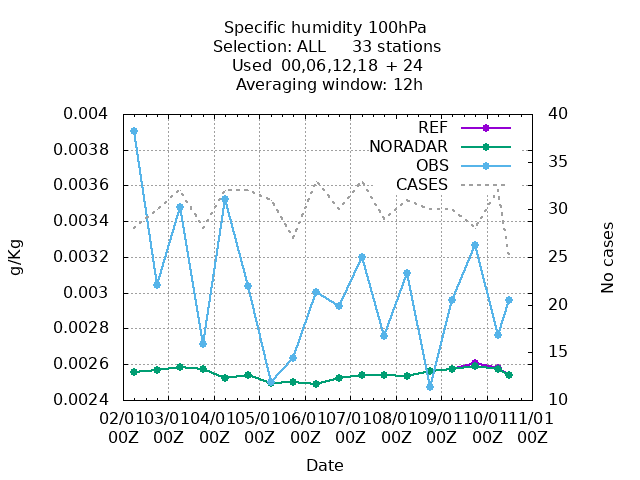 Specific humidity 100hPa
Selection: ALL 33 stations
Used 00,06,12,18 + 24
Averaging window: 12h
0.004
0.0038
0.0036
0.0034
0.0032
0.003
0.0028
0.0026
0.0024
40
35
30
25
20
15
10
REF
NORADAR
OBS
CASES
g/Kg
No cases
02/01 03/01 04/01 05/01 06/01 07/01 08/01 09/01 10/01 11/01
00Z 00Z 00Z 00Z 00Z 00Z 00Z 00Z 00Z 00Z
Date